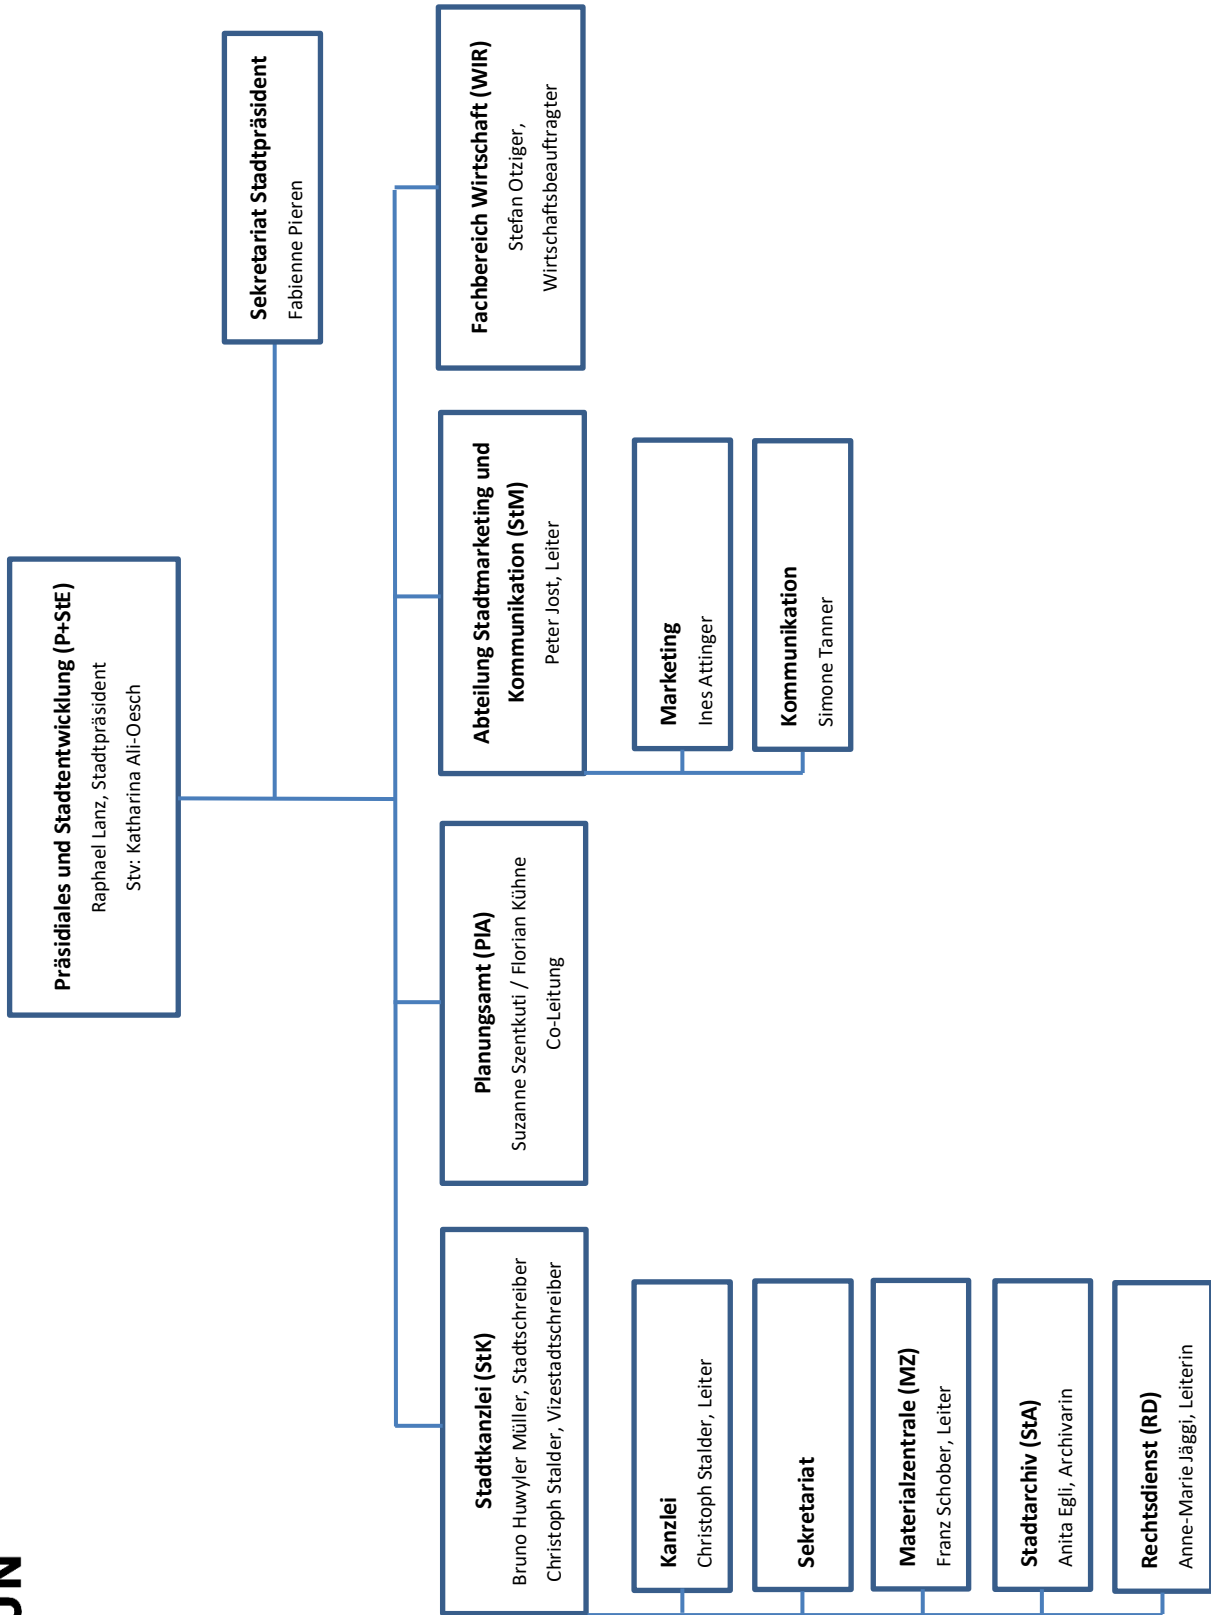 UN
Präsidiales und Stadtentwicklung (P+StE)
Raphael Lanz, Stadtpräsident
Stv: Katharina Ali-Oesch
Sekretariat Stadtpräsident
Fabienne Pieren
Stadtkanzlei (StK)
Bruno Huwyler Müller, Stadtschreiber
Christoph Stalder, Vizestadtschreiber
Kanzlei
Christoph Stalder, Leiter
Sekretariat
Materialzentrale (MZ)
Franz Schober, Leiter
Stadtarchiv (StA)
Anita Egli, Archivarin
Rechtsdienst (RD)
Anne-Marie Jäggi, Leiterin
Planungsamt (PlA)
Suzanne Szentkuti / Florian Kühne
Co-Leitung
Abteilung Stadtmarketing und
Kommunikation (StM)
Peter Jost, Leiter
Marketing
Ines Attinger
Kommunikation
Simone Tanner
Fachbereich Wirtschaft (WIR)
Stefan Otziger,
Wirtschaftsbeauftragter